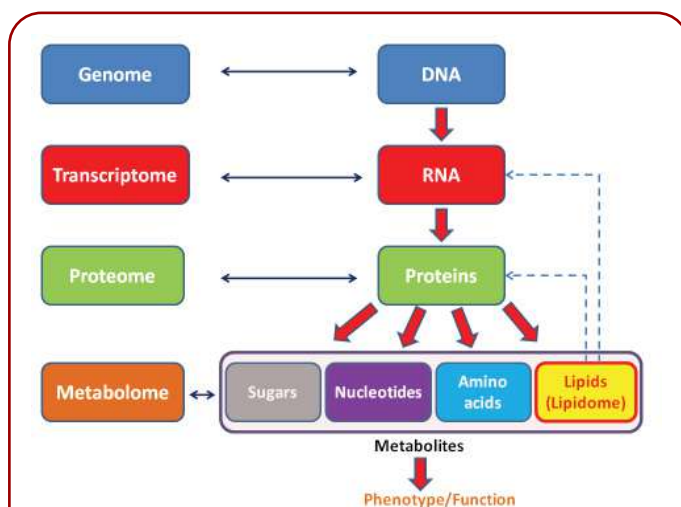 Genome
DNA
Transcriptome
RNA
Proteome
Proteins
Metabolome
Sugars
Nucleotides
Amino
acids
Lipids
(Lipidome)
Metabolites
Phenotype/Function